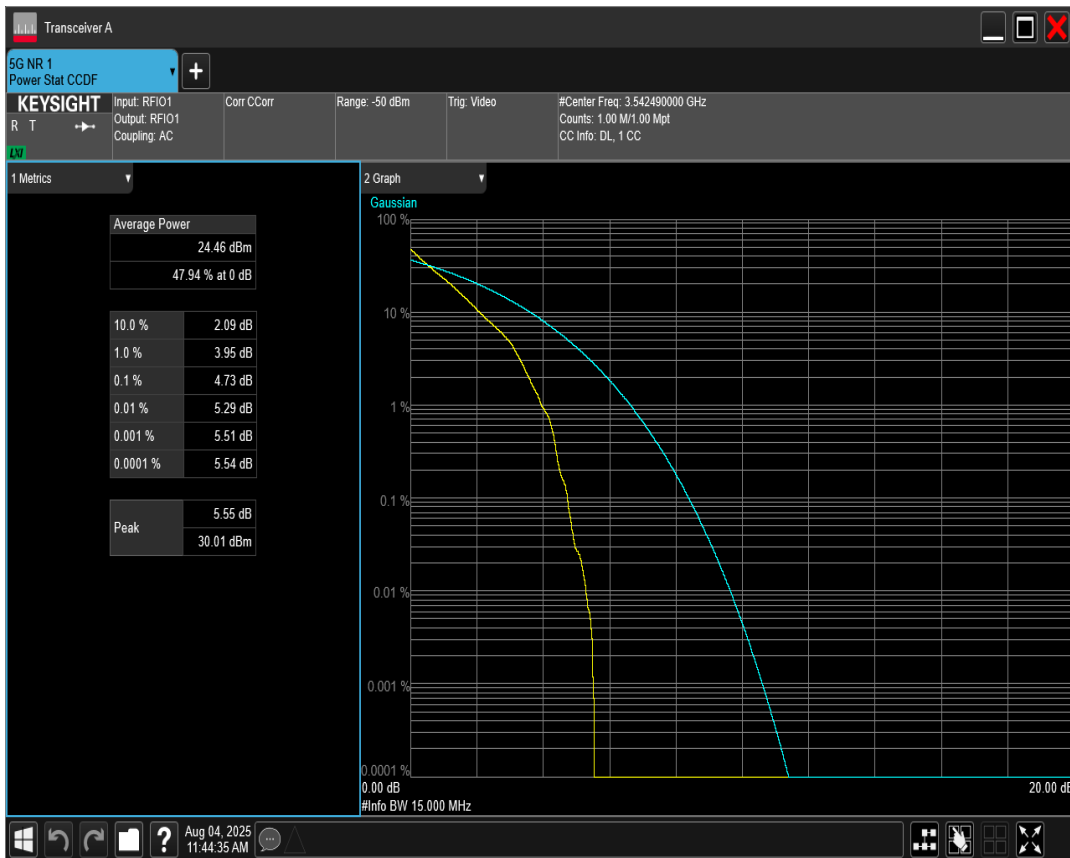 Transceiver A
5G NR 1
Power Stat CCDF
+
KEYSIGHT
R T
LXI
Input: RFIO1
Output: RFIO1
Coupling: AC
Corr CCorr
Range: -50 dBm
Trig: Video
#Center Freq: 3.542490000 GHz
Counts: 1.00 M/1.00 Mpt
CC Info: DL, 1 CC
1 Metrics
Average Power
24.46 dBm
47.94 % at 0 dB
10.0 % 2.09 dB
1.0 % 3.95 dB
0.1 % 4.73 dB
0.01 % 5.29 dB
0.001 % 5.51 dB
0.0001 % 5.54 dB
Peak 5.55 dB
30.01 dBm
2 Graph
Gaussian
100 %
10 %
1 %
0.1 %
0.01 %
0.001 %
0.0001 %
0.00 dB 20.00 dB
#Info BW 15.000 MHz
? Aug 04, 2025
11:44:35 AM